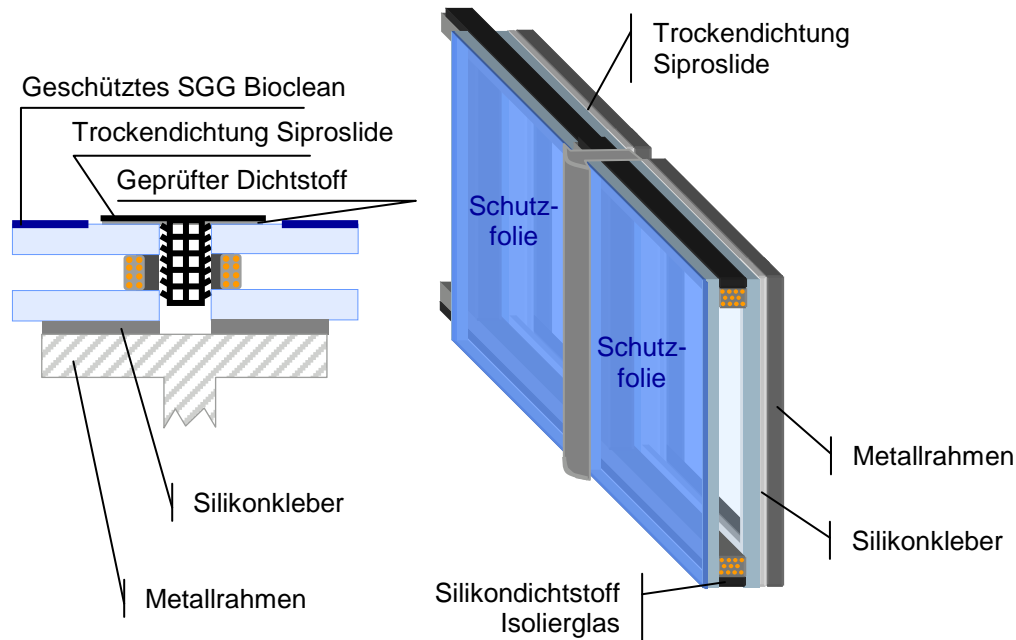 Geschütztes SGG Bioclean
Trockendichtung Siproslide
Geprüfter Dichtstoff
Silikonkleber
Metallrahmen
Trockendichtung
Siproslide
Schutz-
folie
Schutz-
folie
Metallrahmen
Silikonkleber
Silikondichtstoff
Isolierglas